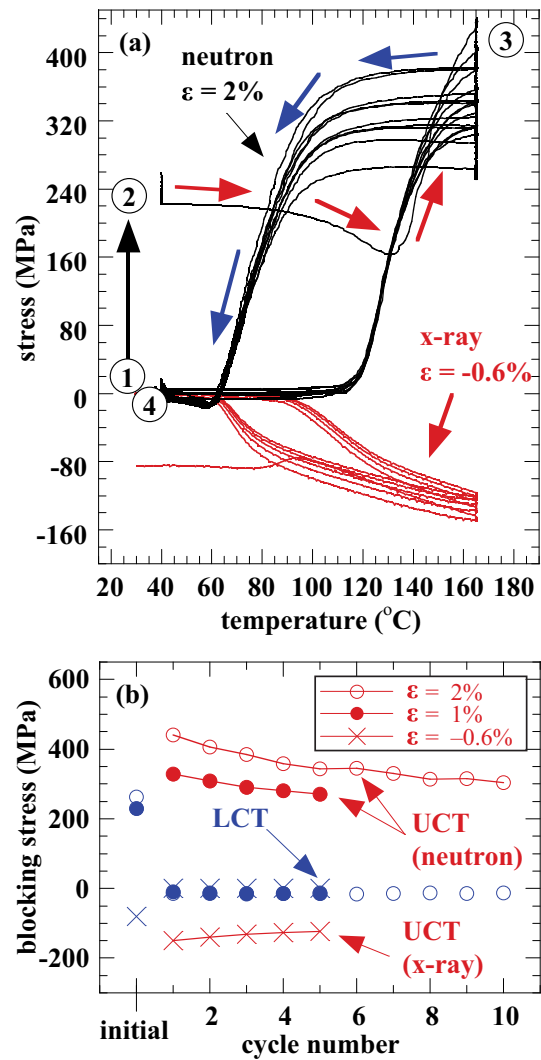 (a)
3
neutron
ε = 2%
2
1
4
x-ray
ε = -0.6%
stress (MPa)
400
320
240
160
80
0
-80
-160
20 40 60 80 100 120 140 160 180
temperature (°C)
(b)
ε = 2%
ε = 1%
ε = –0.6%
LCT
UCT
(neutron)
UCT
(x-ray)
blocking stress (MPa)
600
400
200
0
-200
initial 2 4 6 8 10
cycle number